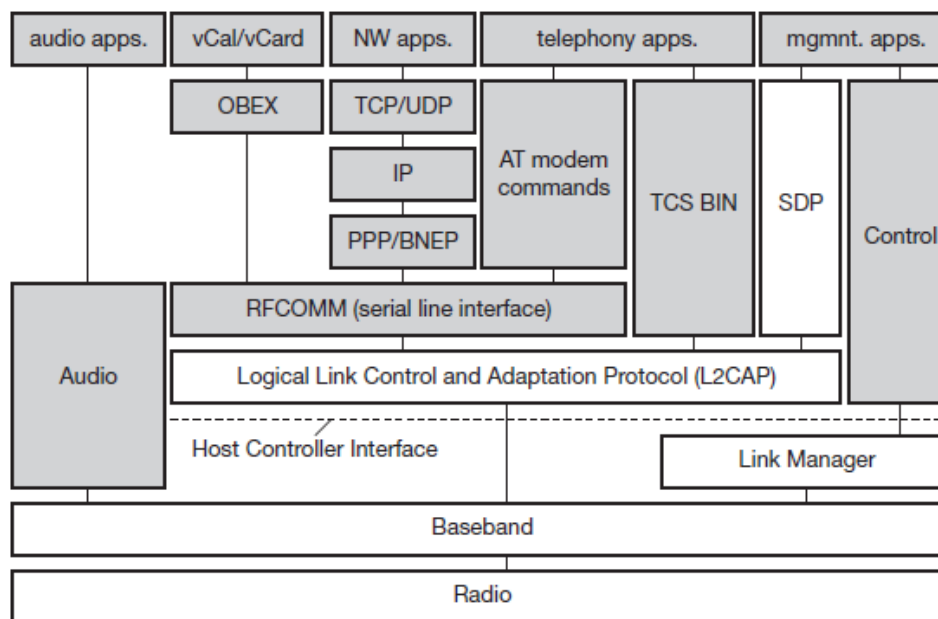 audio apps.
vCal/vCard
NW apps.
telephony apps.
mgmnt. apps.
OBEX
TCP/UDP
AT modem
commands
TCS BIN
SDP
Control
IP
PPP/BNEP
RFCOMM (serial line interface)
Audio
Logical Link Control and Adaptation Protocol (L2CAP)
Host Controller Interface
Link Manager
Baseband
Radio